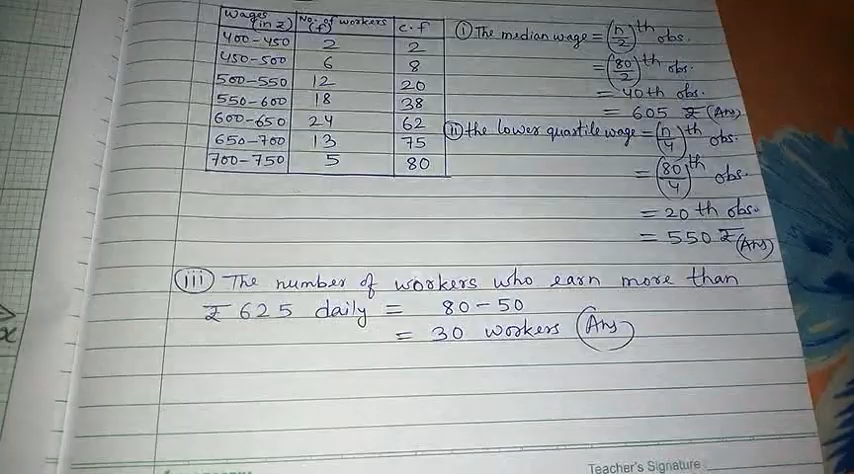 Wages (in ₹) No. of workers (f) c.f
400-450 2 2
450-500 6 8
500-550 12 20
550-600 18 38
600-650 24 62
650-700 13 75
700-750 5 80
(i) The median wage = (n/2)th obs.
= (80/2)th obs.
= 40th obs.
= 605 ₹ (Ans)
(ii) the lower quartile wage = (n/4)th obs.
= (80/4)th obs.
= 20th obs.
= 550 ₹ (Ans)
(iii) The number of workers who earn more than
₹ 625 daily = 80-50
= 30 workers (Ans)
x
Teacher's Signature